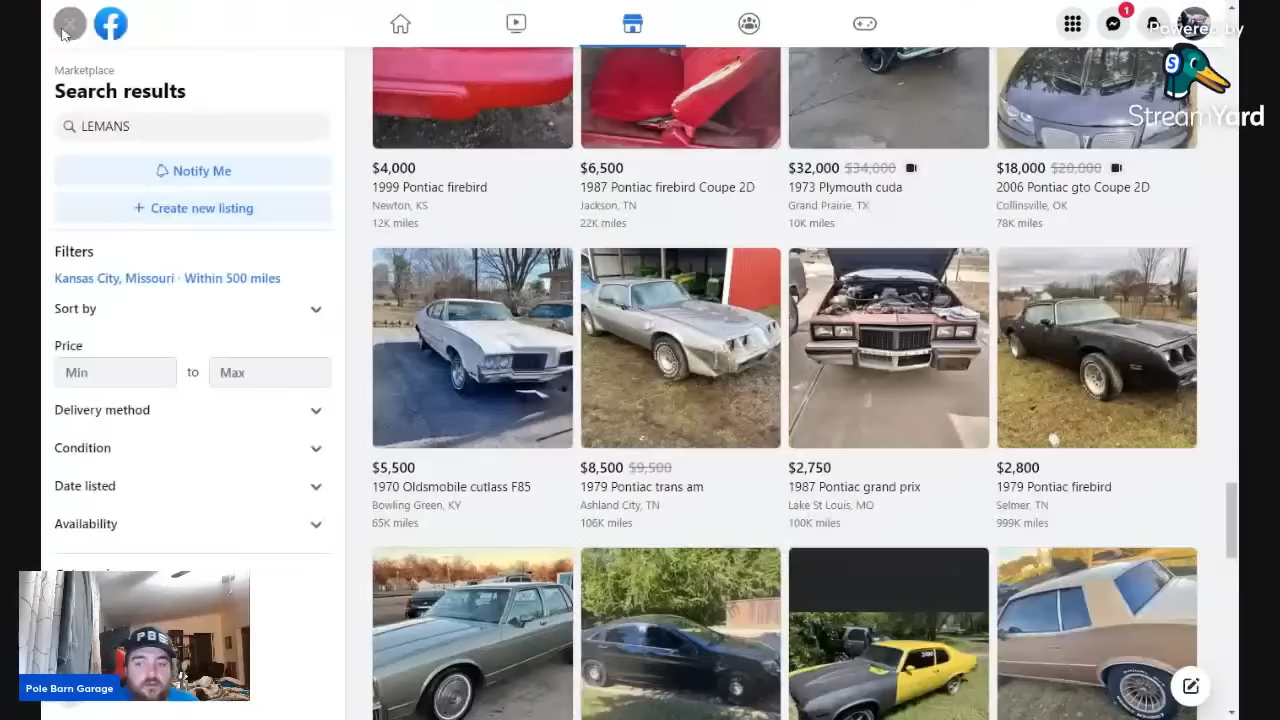 1
Powered by
StreamYard
Marketplace
Search results
LEMANS
Notify Me
+ Create new listing
Filters
Kansas City, Missouri · Within 500 miles
Sort by
Price
Min to Max
Delivery method
Condition
Date listed
Availability
PBG
Pole Barn Garage
$4,000
1999 Pontiac firebird
Newton, KS
12K miles
$6,500
1987 Pontiac firebird Coupe 2D
Jackson, TN
22K miles
$32,000 $34,000
1973 Plymouth cuda
Grand Prairie, TX
10K miles
$18,000 $20,000
2006 Pontiac gto Coupe 2D
Collinsville, OK
78K miles
$5,500
1970 Oldsmobile cutlass F85
Bowling Green, KY
65K miles
$8,500 $9,500
1979 Pontiac trans am
Ashland City, TN
106K miles
$2,750
1987 Pontiac grand prix
Lake St Louis, MO
100K miles
$2,800
1979 Pontiac firebird
Selmer, TN
999K miles